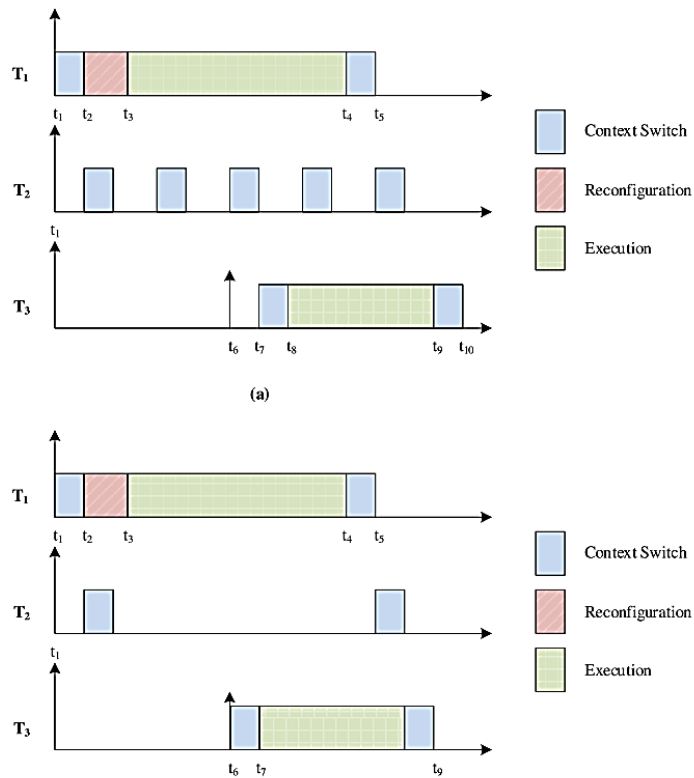 T₁
t₁ t₂ t₃ t₄ t₅
Context Switch
T₂
Reconfiguration
t₁
Execution
T₃
t₆ t₇ t₈ t₉ t₁₀
(a)
T₁
t₁ t₂ t₃ t₄ t₅
Context Switch
T₂
Reconfiguration
t₁
Execution
T₃
t₆ t₇ t₉